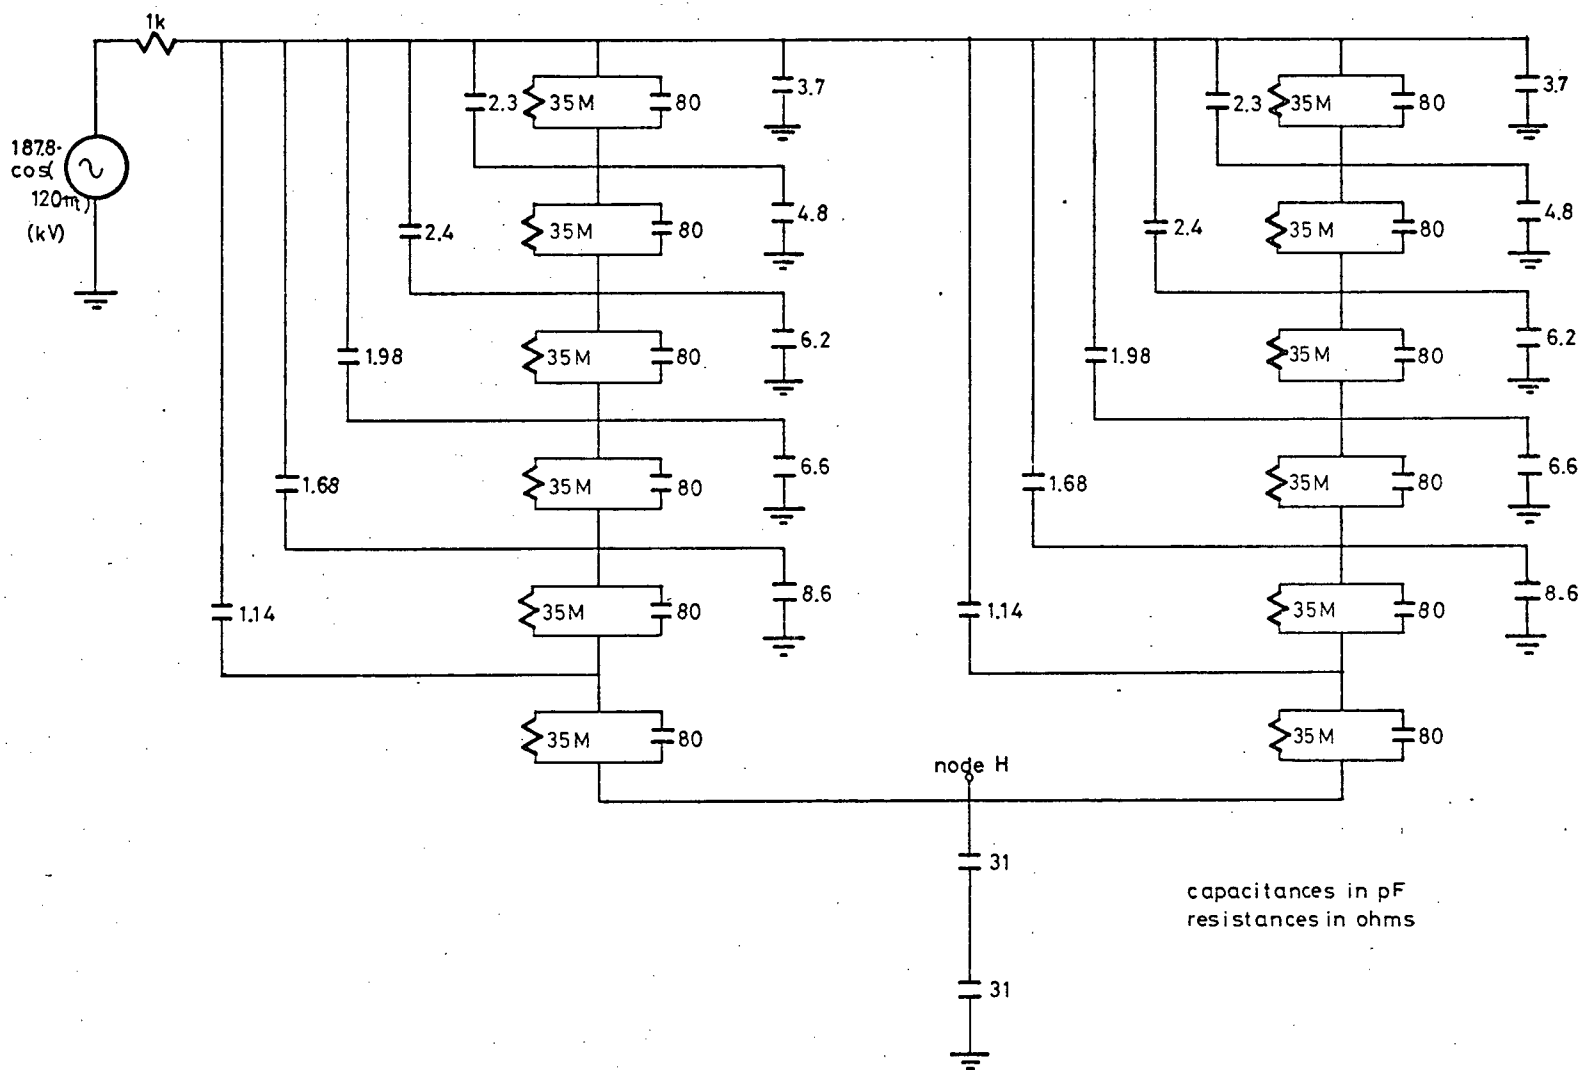 1k
187.8·
cos(
120πt)
(kV)
2.3 35M 80 3.7
2.3 35M 80 3.7
4.8
4.8
2.4 35M 80
2.4 35M 80
6.2
6.2
1.98 35M 80
1.98 35M 80
6.6
6.6
1.68 35M 80
1.68 35M 80
8.6
8.6
1.14 35M 80
1.14 35M 80
35M 80
35M 80
node H
31
capacitances in pF
resistances in ohms
31